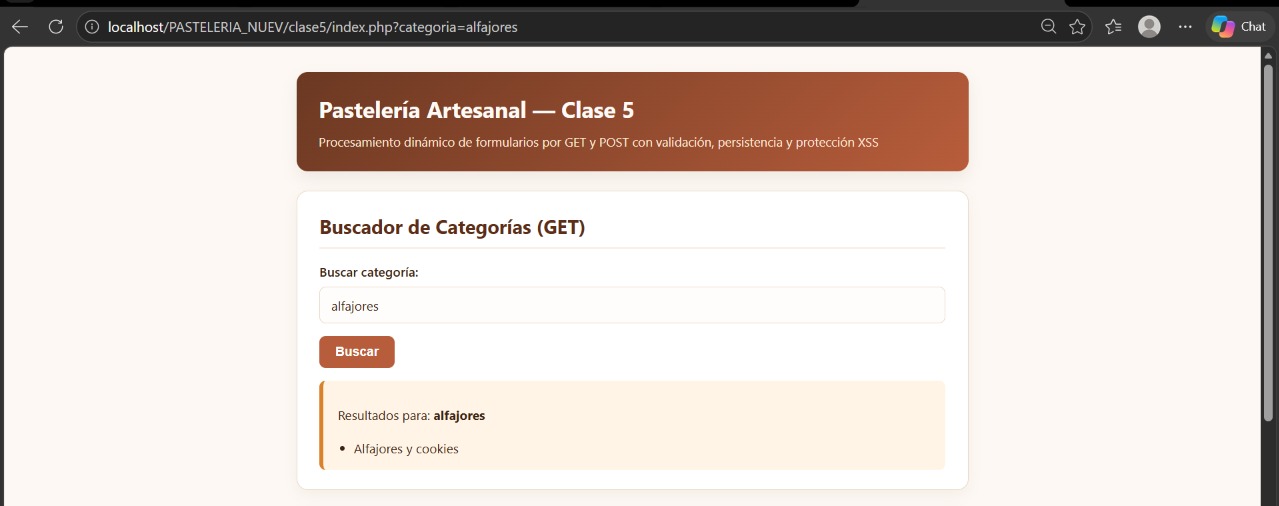 localhost/PASTELERIA_NUEV/clase5/index.php?categoria=alfajores
Chat
Pastelería Artesanal — Clase 5
Procesamiento dinámico de formularios por GET y POST con validación, persistencia y protección XSS
Buscador de Categorías (GET)
Buscar categoría:
alfajores
Buscar
Resultados para: alfajores
• Alfajores y cookies